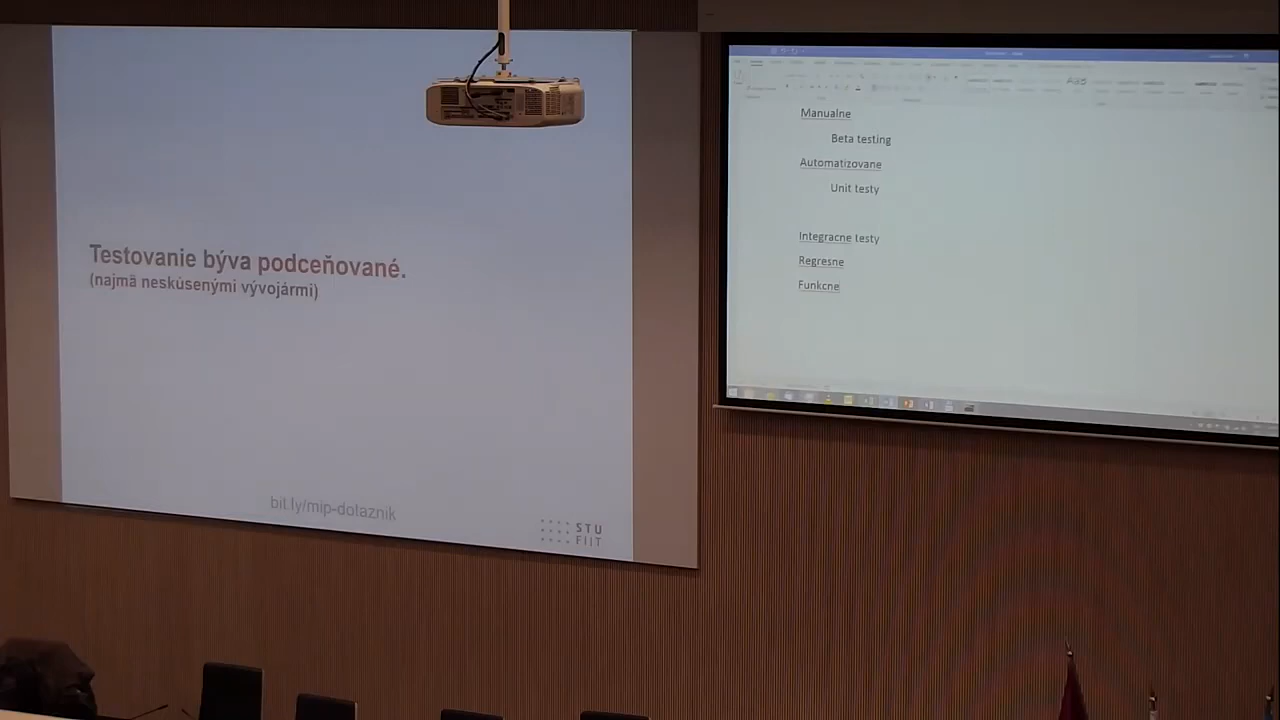 Testovanie býva podceňované.
(najmä neskúsenými vývojármi)
bit.ly/mip-dotaznik
STU
FIIT
Manualne
Beta testing
Automatizovane
Unit testy
Integracne testy
Regresne
Funkcne